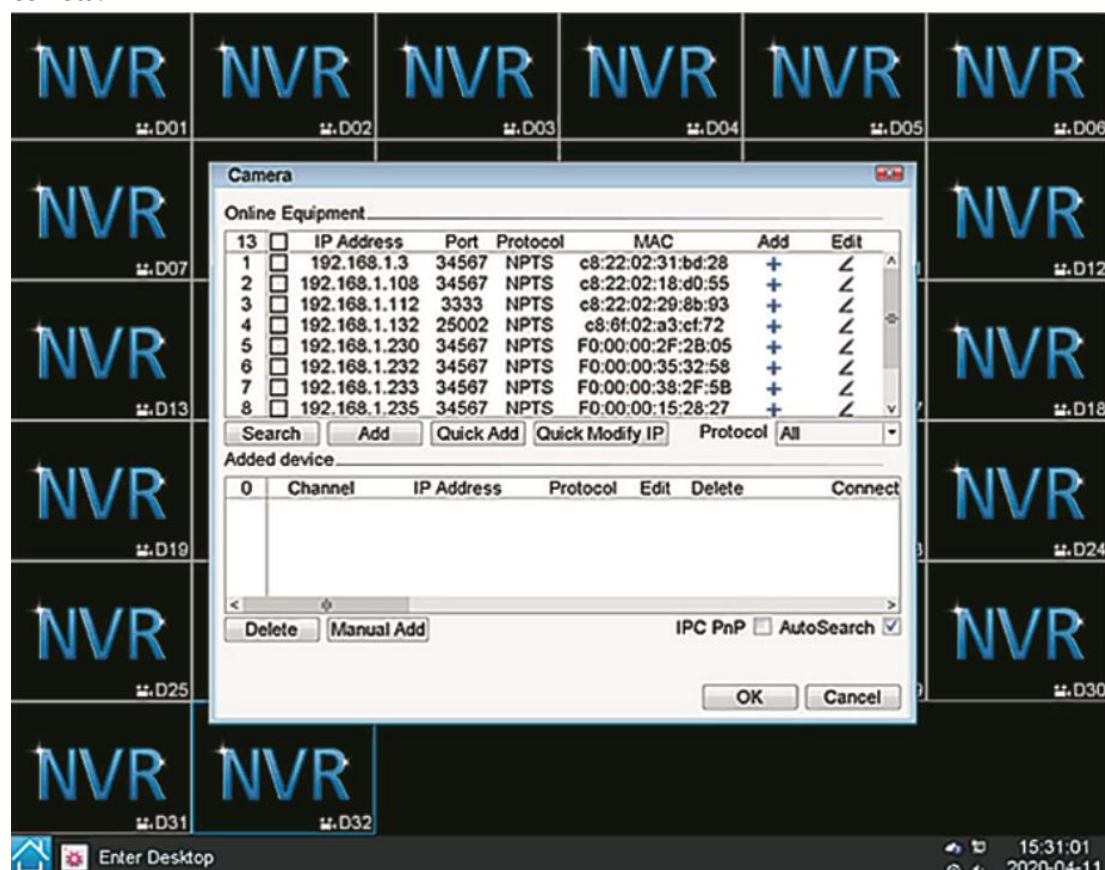 NVR NVR NVR NVR NVR NVR
D01 D02 D03 D04 D05 D06
Camera
Online Equipment
13 IP Address Port Protocol MAC Add Edit
1 192.168.1.3 34567 NPTS c8:22:02:31:bd:28
2 192.168.1.108 34567 NPTS c8:22:02:18:d0:55
3 192.168.1.112 3333 NPTS c8:22:02:29:8b:93
4 192.168.1.132 25002 NPTS c8:6f:02:a3:cf:72
5 192.168.1.230 34567 NPTS F0:00:00:2F:2B:05
6 192.168.1.232 34567 NPTS F0:00:00:35:32:58
7 192.168.1.233 34567 NPTS F0:00:00:38:2F:5B
8 192.168.1.235 34567 NPTS F0:00:00:15:28:27
Search Add Quick Add Quick Modify IP Protocol All
Added device
0 Channel IP Address Protocol Edit Delete Connect
Delete Manual Add IPC PnP AutoSearch
OK Cancel
NVR NVR
D07 D12
NVR NVR
D13 D18
NVR NVR
D19 D24
NVR NVR
D25 D30
NVR NVR
D31 D32
Enter Desktop
15:31:01
2020-04-11